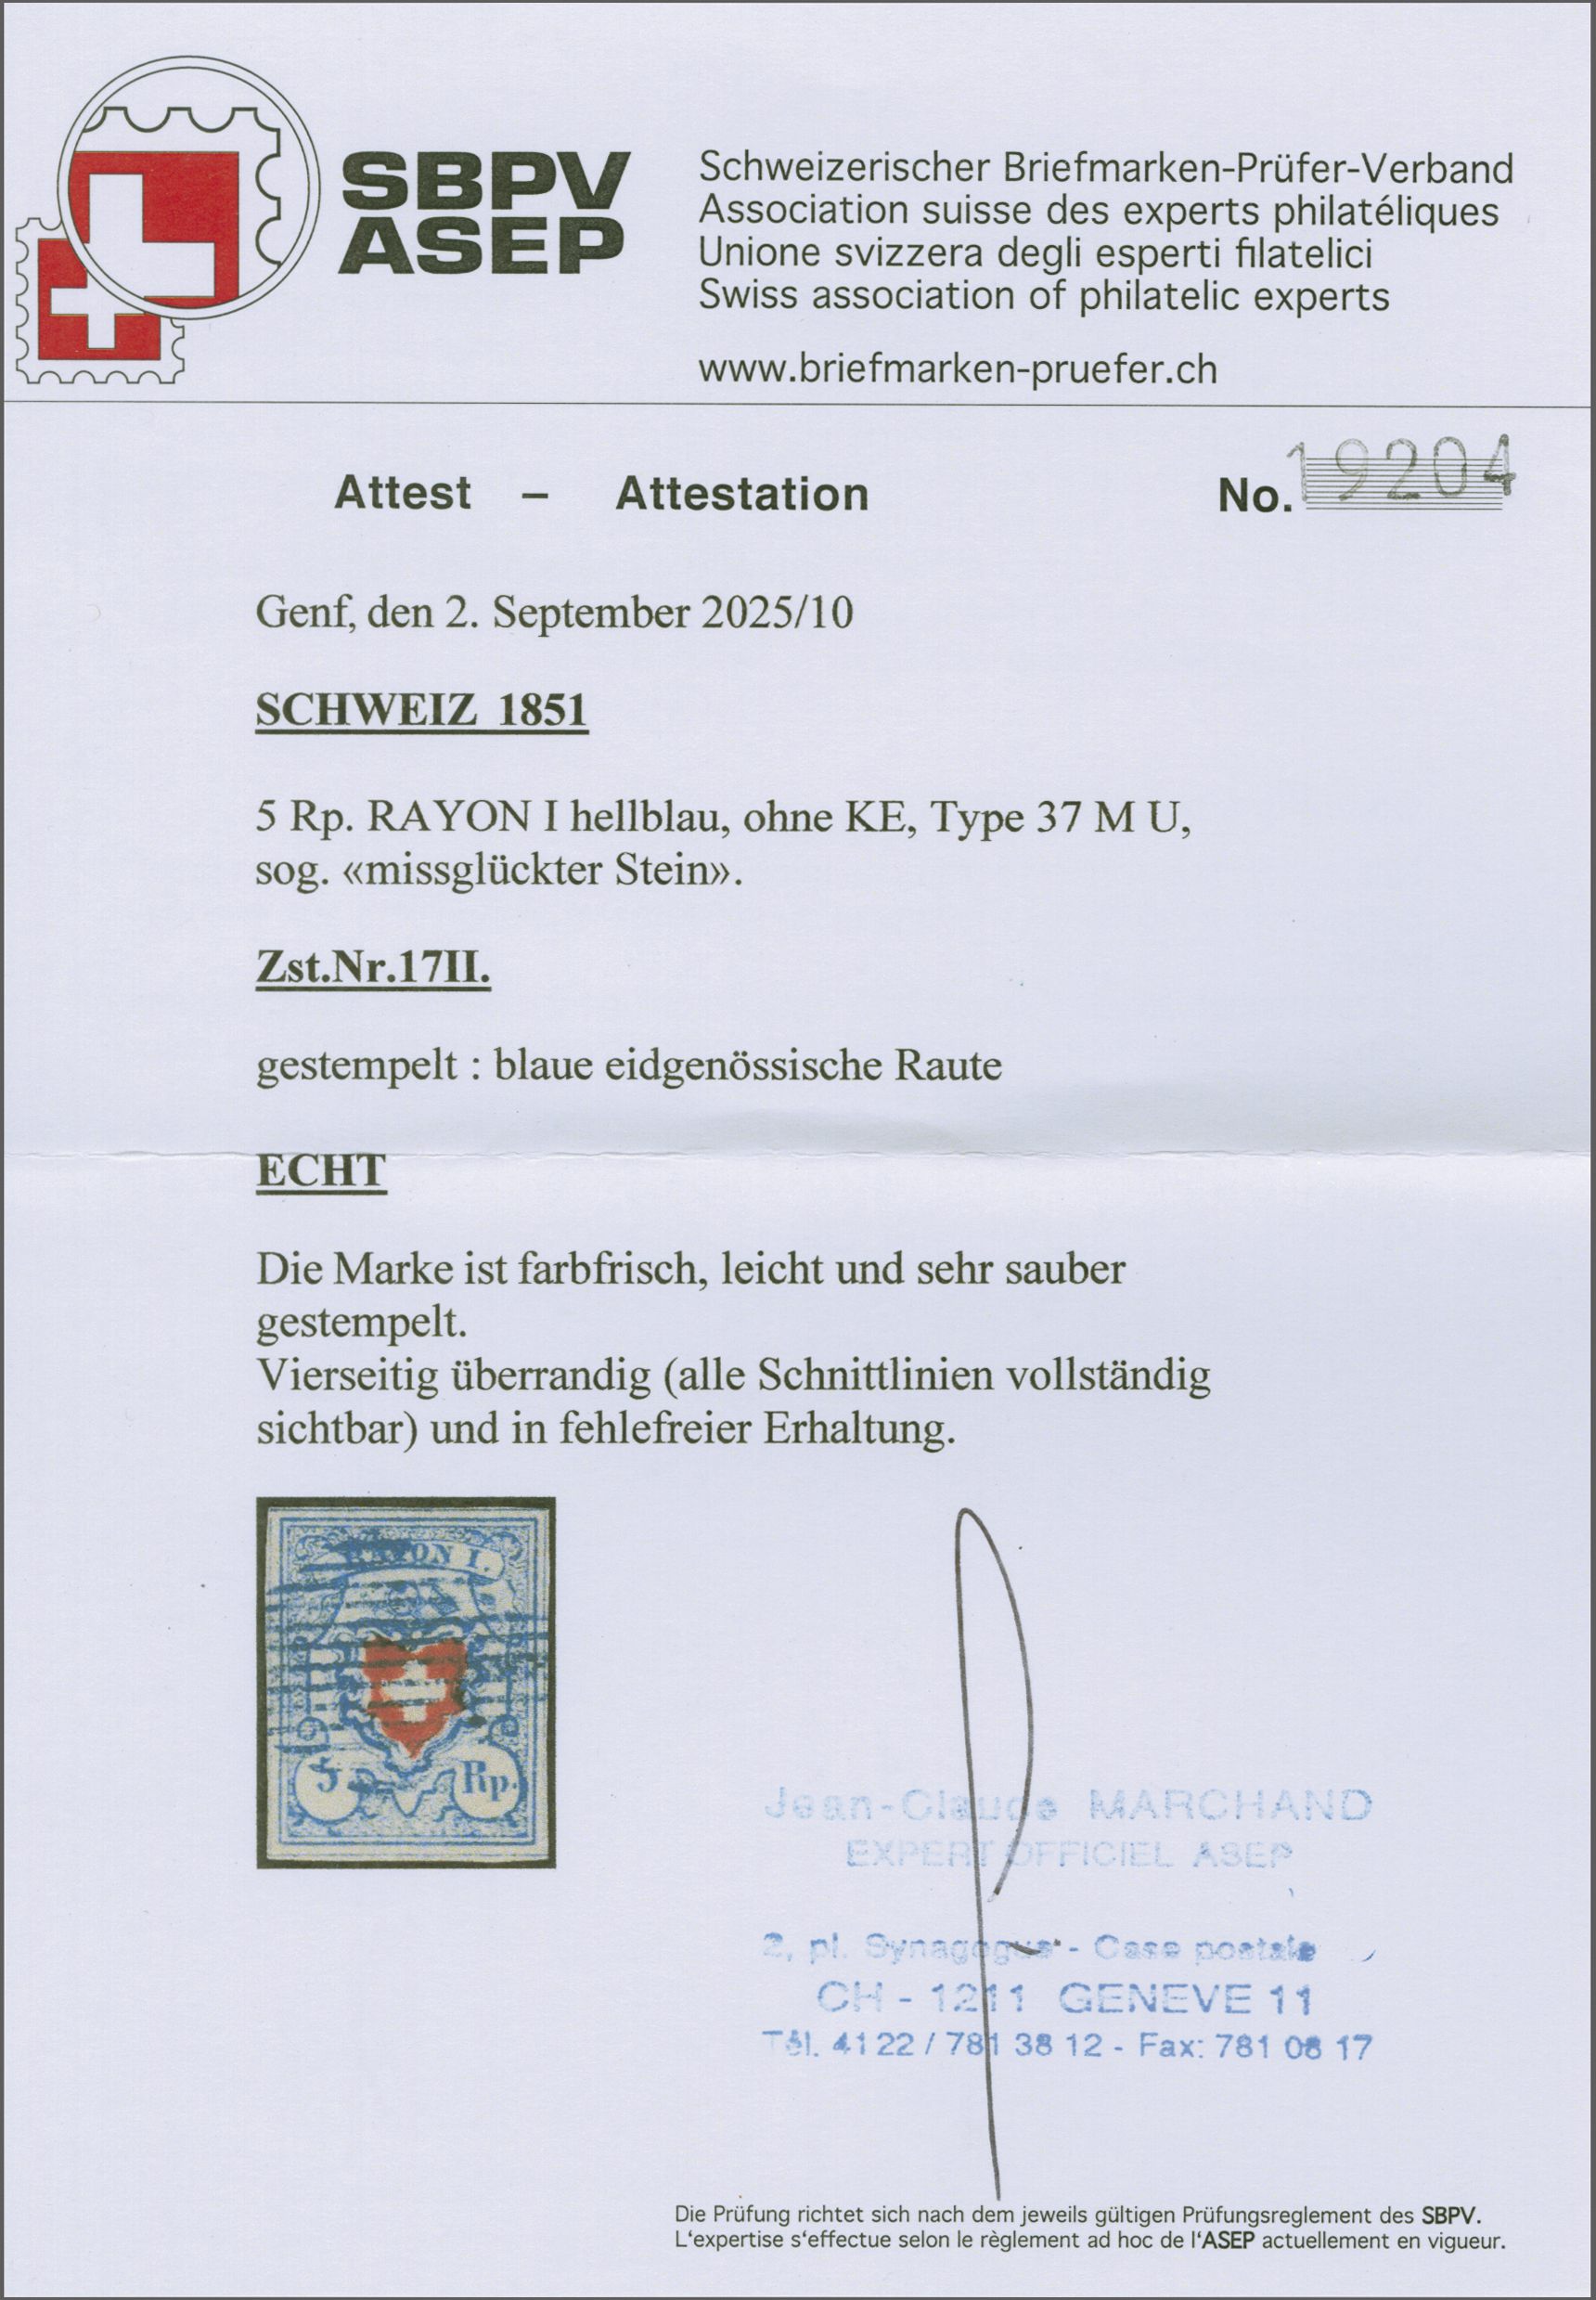 SBPV
ASEP
Schweizerischer Briefmarken-Prüfer-Verband
Association suisse des experts philatéliques
Unione svizzera degli esperti filatelici
Swiss association of philatelic experts
www.briefmarken-pruefer.ch
Attest – Attestation No. 19204
Genf, den 2. September 2025/10
SCHWEIZ 1851
5 Rp. RAYON I hellblau, ohne KE, Type 37 M U,
sog. «missglückter Stein».
Zst.Nr.17II.
gestempelt : blaue eidgenössische Raute
ECHT
Die Marke ist farbfrisch, leicht und sehr sauber
gestempelt.
Vierseitig überrandig (alle Schnittlinien vollständig
sichtbar) und in fehlefreier Erhaltung.
RAYON I.
5 Rp.
Jean-Claude MARCHAND
EXPERT OFFICIEL ASEP
2, pl. Synagogue - Case postale
CH - 1211 GENEVE 11
Tél. 41 22 / 781 38 12 - Fax: 781 08 17
Die Prüfung richtet sich nach dem jeweils gültigen Prüfungsreglement des SBPV.
L'expertise s'effectue selon le règlement ad hoc de l'ASEP actuellement en vigueur.